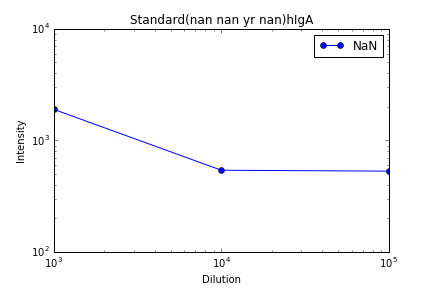 Standard(nan nan yr nan)hIgA
NaN
10^4
10^3
10^2
Intensity
10^3 10^4 10^5
Dilution